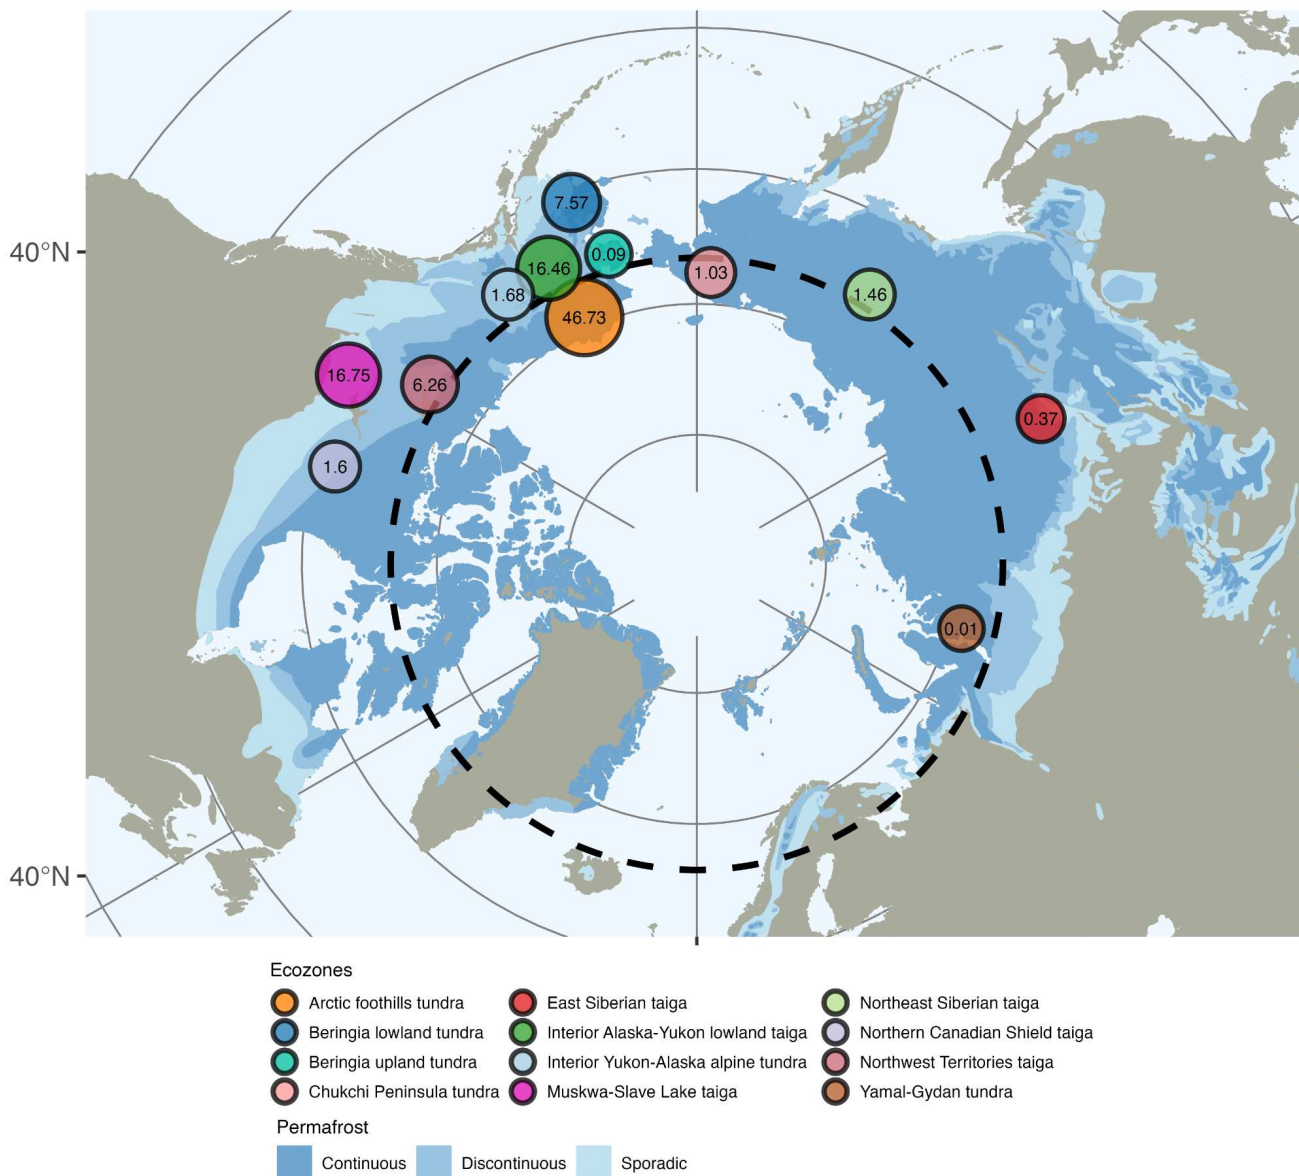 7.57
40°N
0.09
16.46
1.03
1.68
1.46
46.73
16.75
6.26
0.37
1.6
0.01
40°N
Ecozones
Arctic foothills tundra
East Siberian taiga
Northeast Siberian taiga
Beringia lowland tundra
Interior Alaska-Yukon lowland taiga
Northern Canadian Shield taiga
Beringia upland tundra
Interior Yukon-Alaska alpine tundra
Northwest Territories taiga
Chukchi Peninsula tundra
Muskwa-Slave Lake taiga
Yamal-Gydan tundra
Permafrost
Continuous
Discontinuous
Sporadic